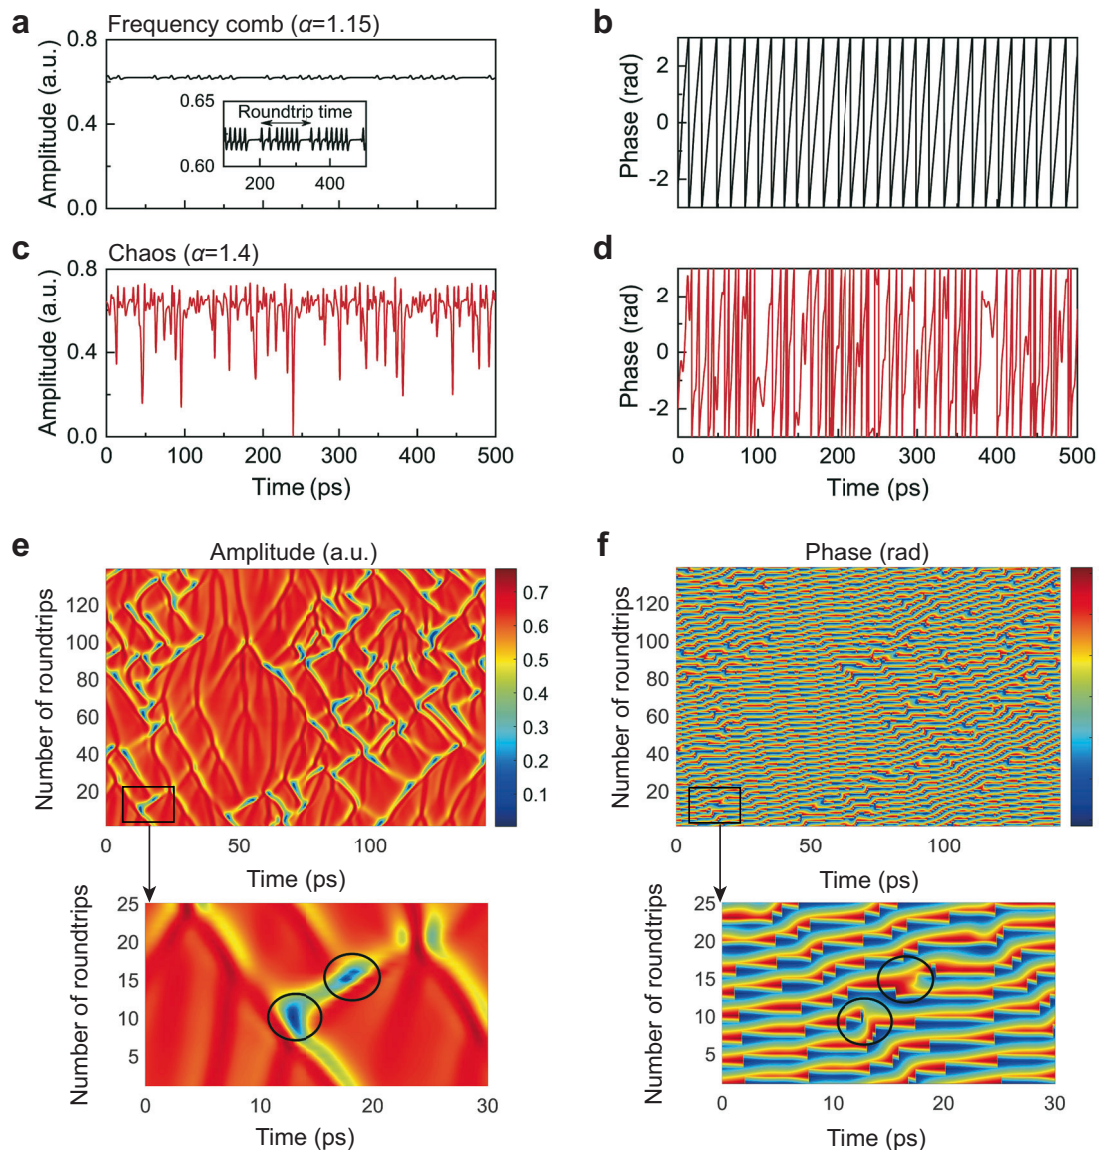 a
Frequency comb (α=1.15)
Amplitude (a.u.)
0.8
0.4
0.0
0.65
0.60
Roundtrip time
200
400
b
Phase (rad)
2
0
-2
c
Chaos (α=1.4)
Amplitude (a.u.)
0.8
0.4
0.0
0
100
200
300
400
500
Time (ps)
d
Phase (rad)
2
0
-2
0
100
200
300
400
500
Time (ps)
e
Amplitude (a.u.)
Number of roundtrips
120
100
80
60
40
20
0
50
100
Time (ps)
0.7
0.6
0.5
0.4
0.3
0.2
0.1
f
Phase (rad)
Number of roundtrips
120
100
80
60
40
20
0
50
100
Time (ps)
Number of roundtrips
25
20
15
10
5
0
10
20
30
Time (ps)
Number of roundtrips
25
20
15
10
5
0
10
20
30
Time (ps)